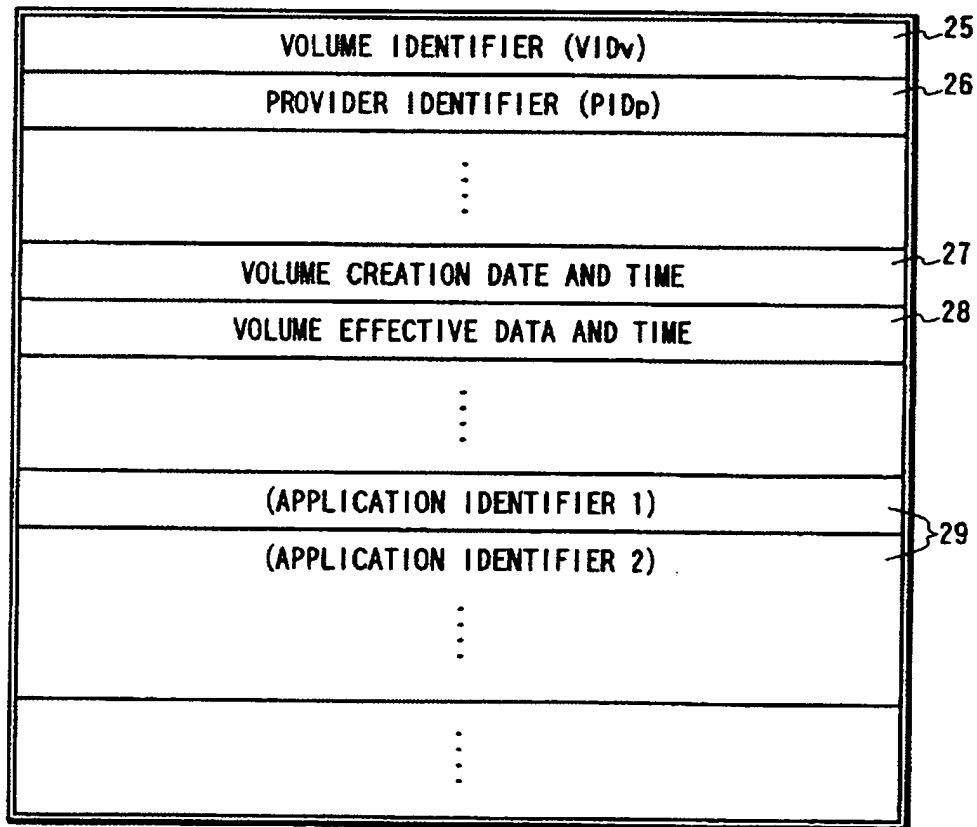 VOLUME IDENTIFIER (VIDv) 25
PROVIDER IDENTIFIER (PIDp) 26
VOLUME CREATION DATE AND TIME 27
VOLUME EFFECTIVE DATA AND TIME 28
(APPLICATION IDENTIFIER 1)
29
(APPLICATION IDENTIFIER 2)